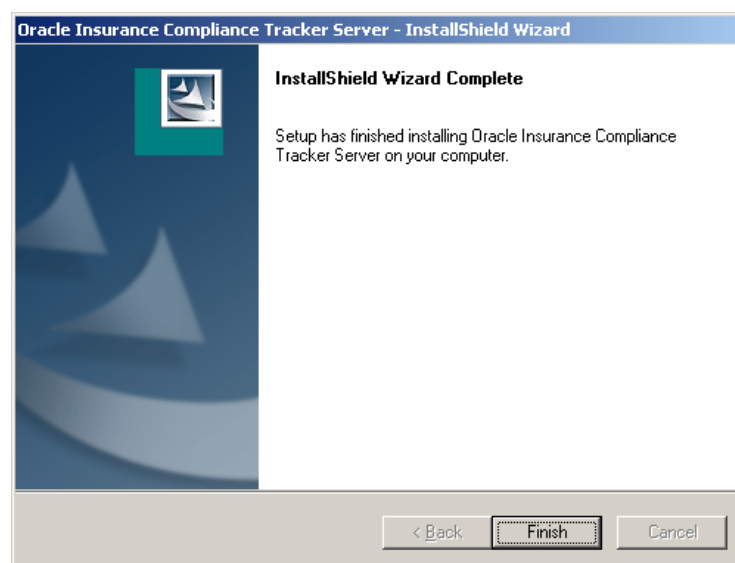 Oracle Insurance Compliance Tracker Server - InstallShield Wizard
InstallShield Wizard Complete
Setup has finished installing Oracle Insurance Compliance
Tracker Server on your computer.
< Back
Finish
Cancel